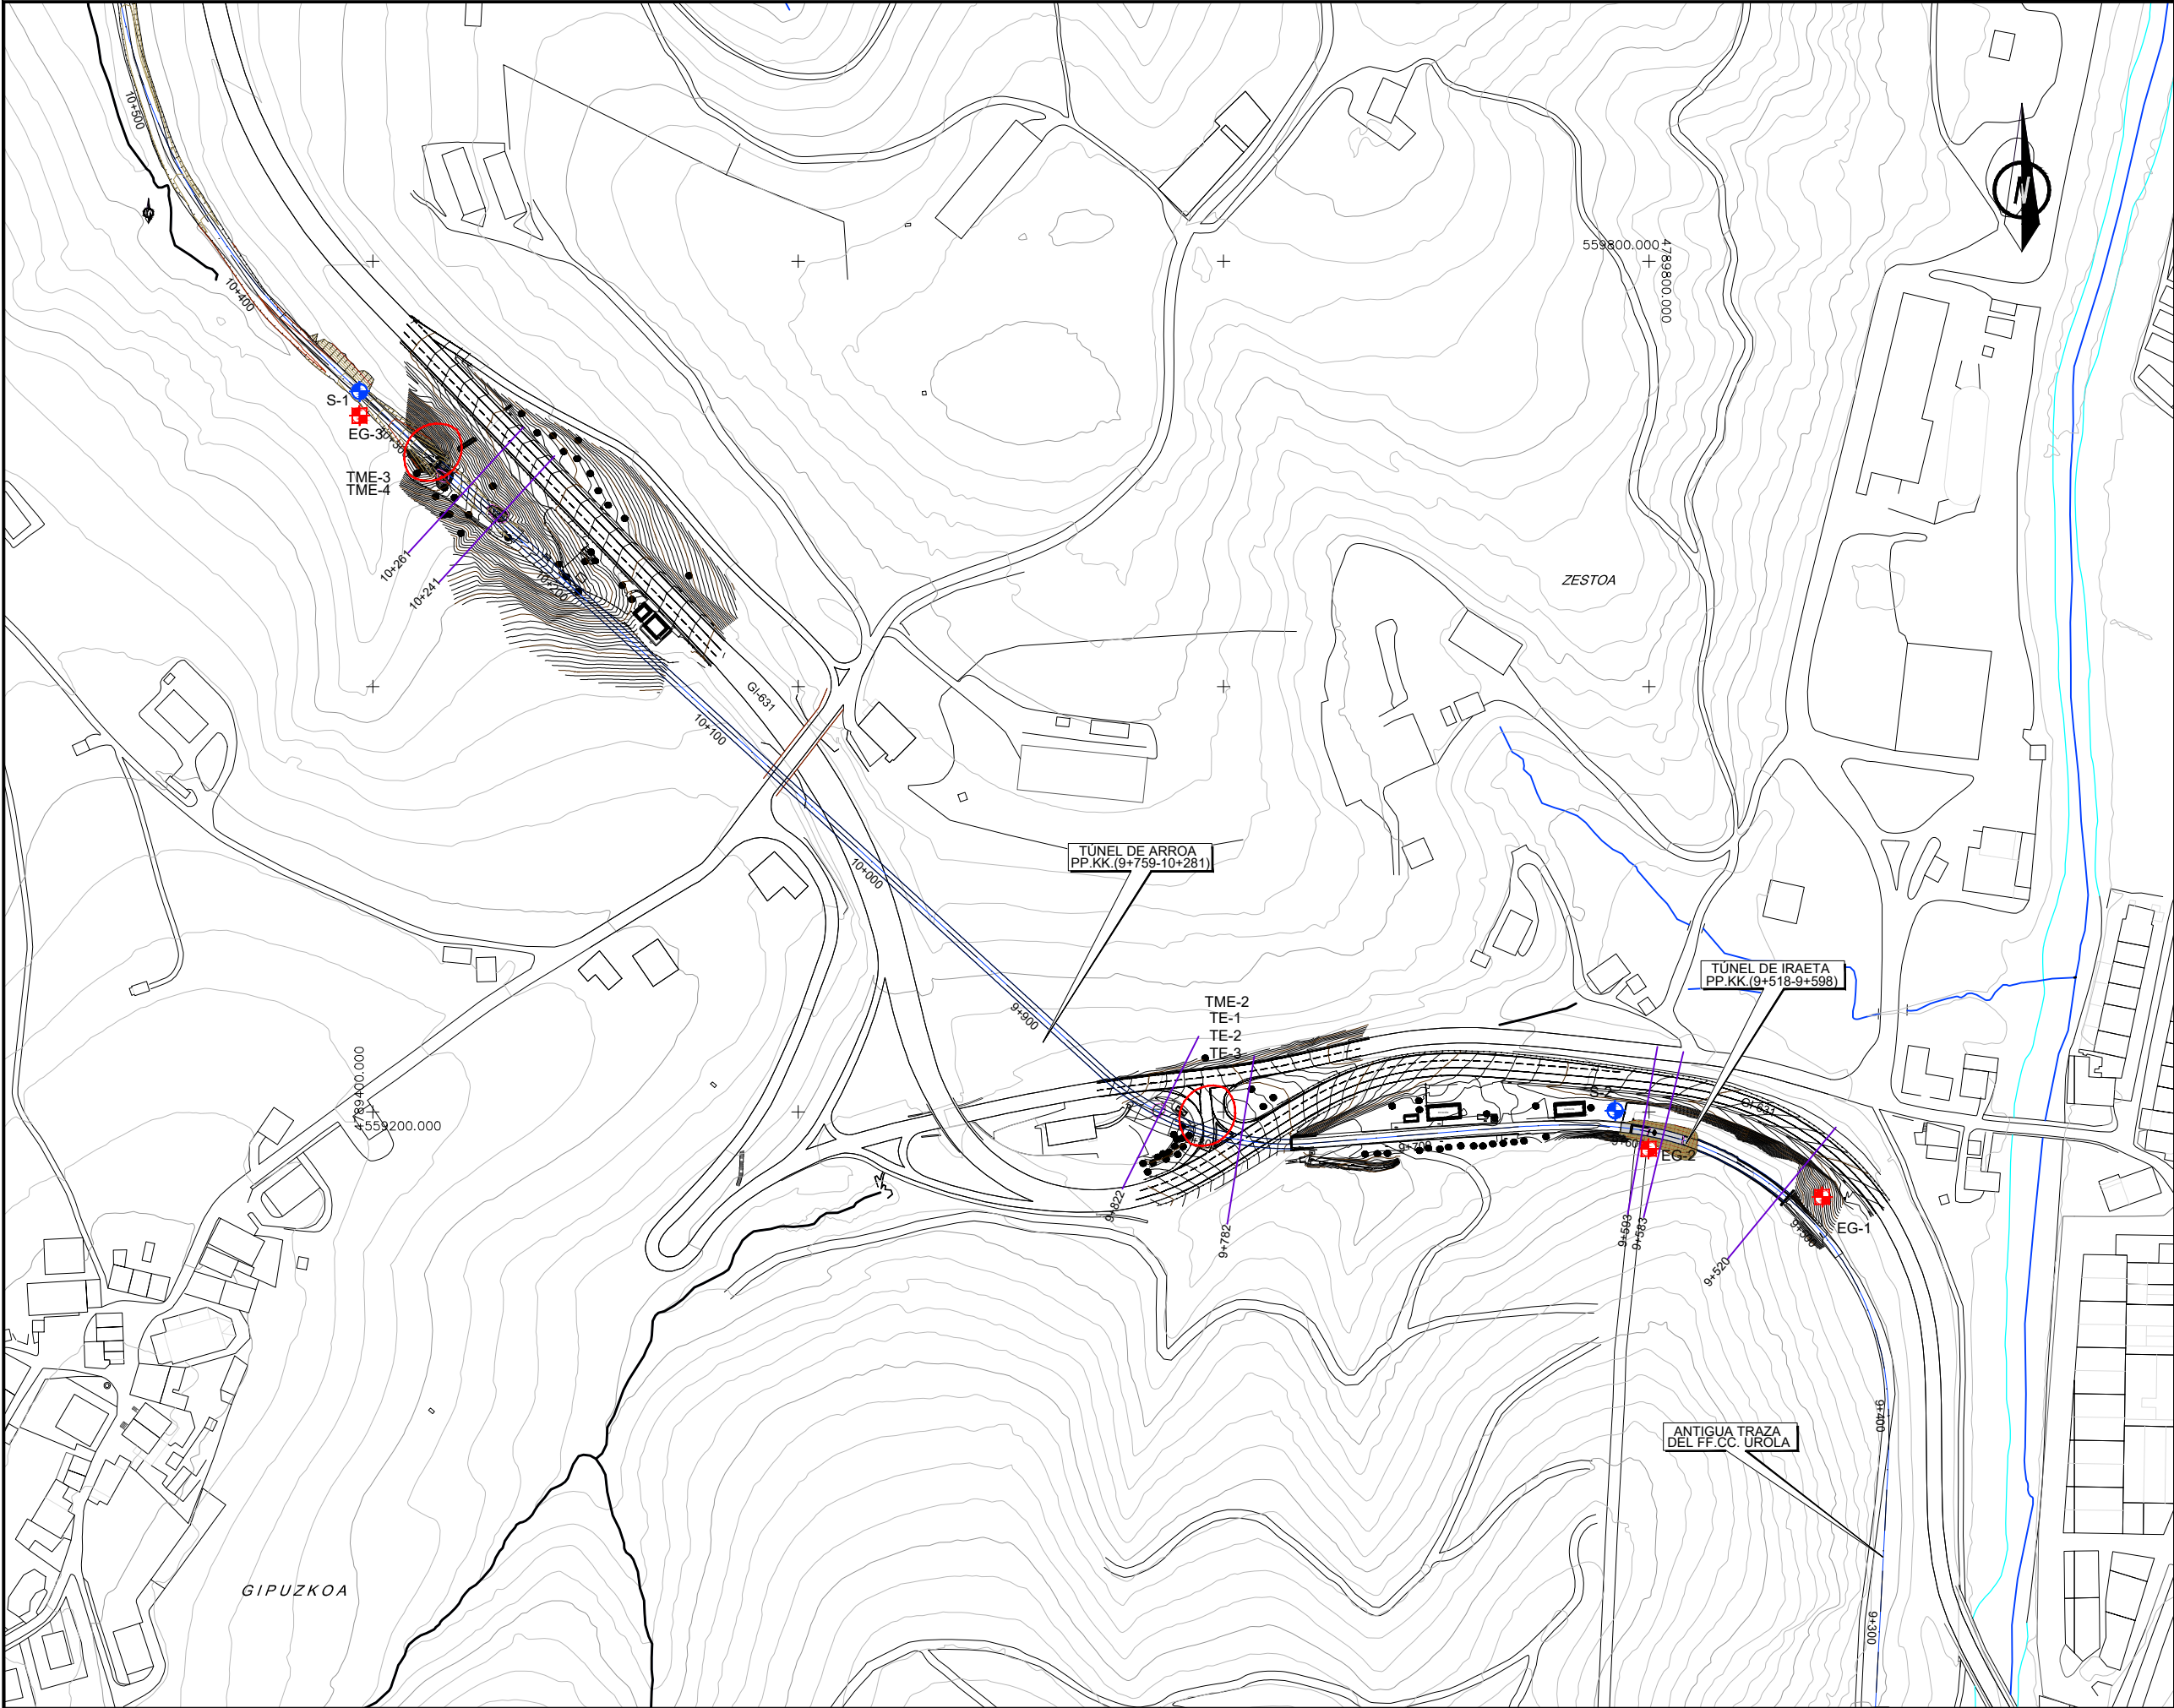 10+500
N
559800.000
4789800.000
10+400
S-1
EG-3
TME-3
TME-4
ZESTOA
10+261
10+241
10+200
GI-631
10+100
TÚNEL DE ARROA
PP.KK.(9+759-10+281)
10+000
TÚNEL DE IRAETA
PP.KK.(9+518-9+598)
9+900
TME-2
TE-1
TE-2
TE-3
4789400.000
559200.000
S-2
GI-631
9+700
EG-2
9+822
9+782
9+593
9+583
9+520
EG-1
9+400
ANTIGUA TRAZA
DEL FF.CC. UROLA
GIPUZKOA
9+300